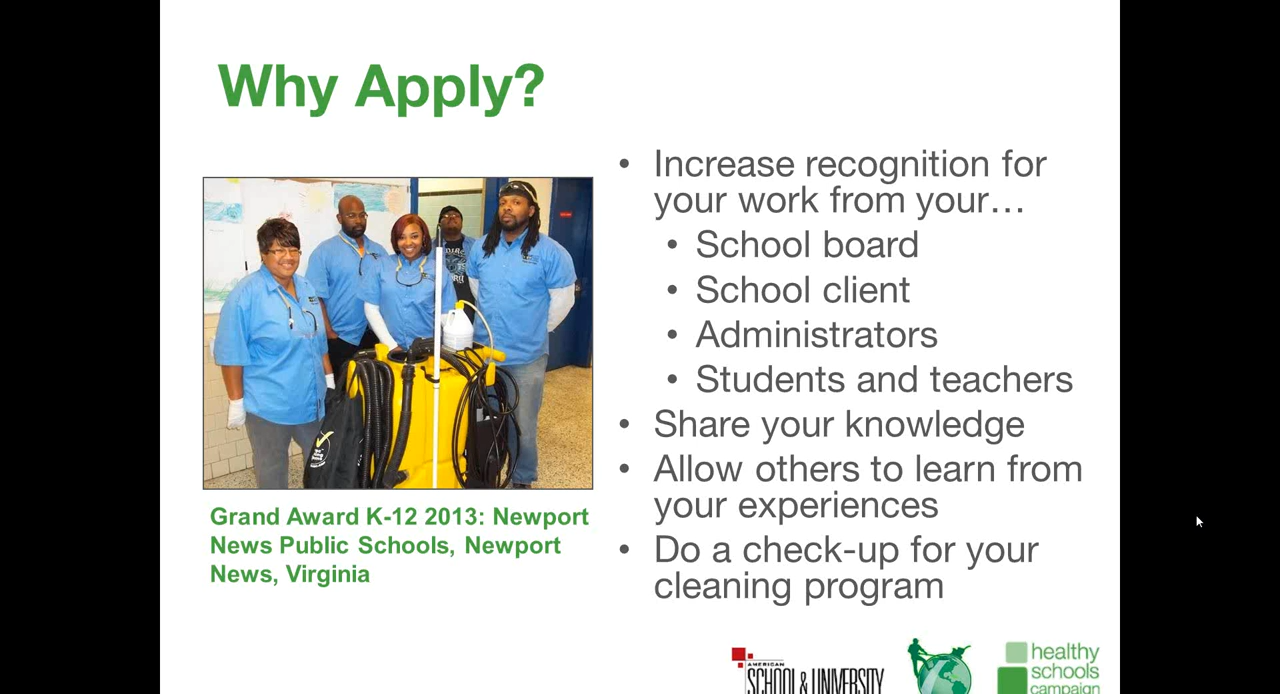 Why Apply?
• Increase recognition for
your work from your…
• School board
• School client
• Administrators
• Students and teachers
• Share your knowledge
• Allow others to learn from
your experiences
• Do a check-up for your
cleaning program
Grand Award K-12 2013: Newport
News Public Schools, Newport
News, Virginia
AMERICAN
SCHOOL & UNIVERSITY
healthy
schools
campaign